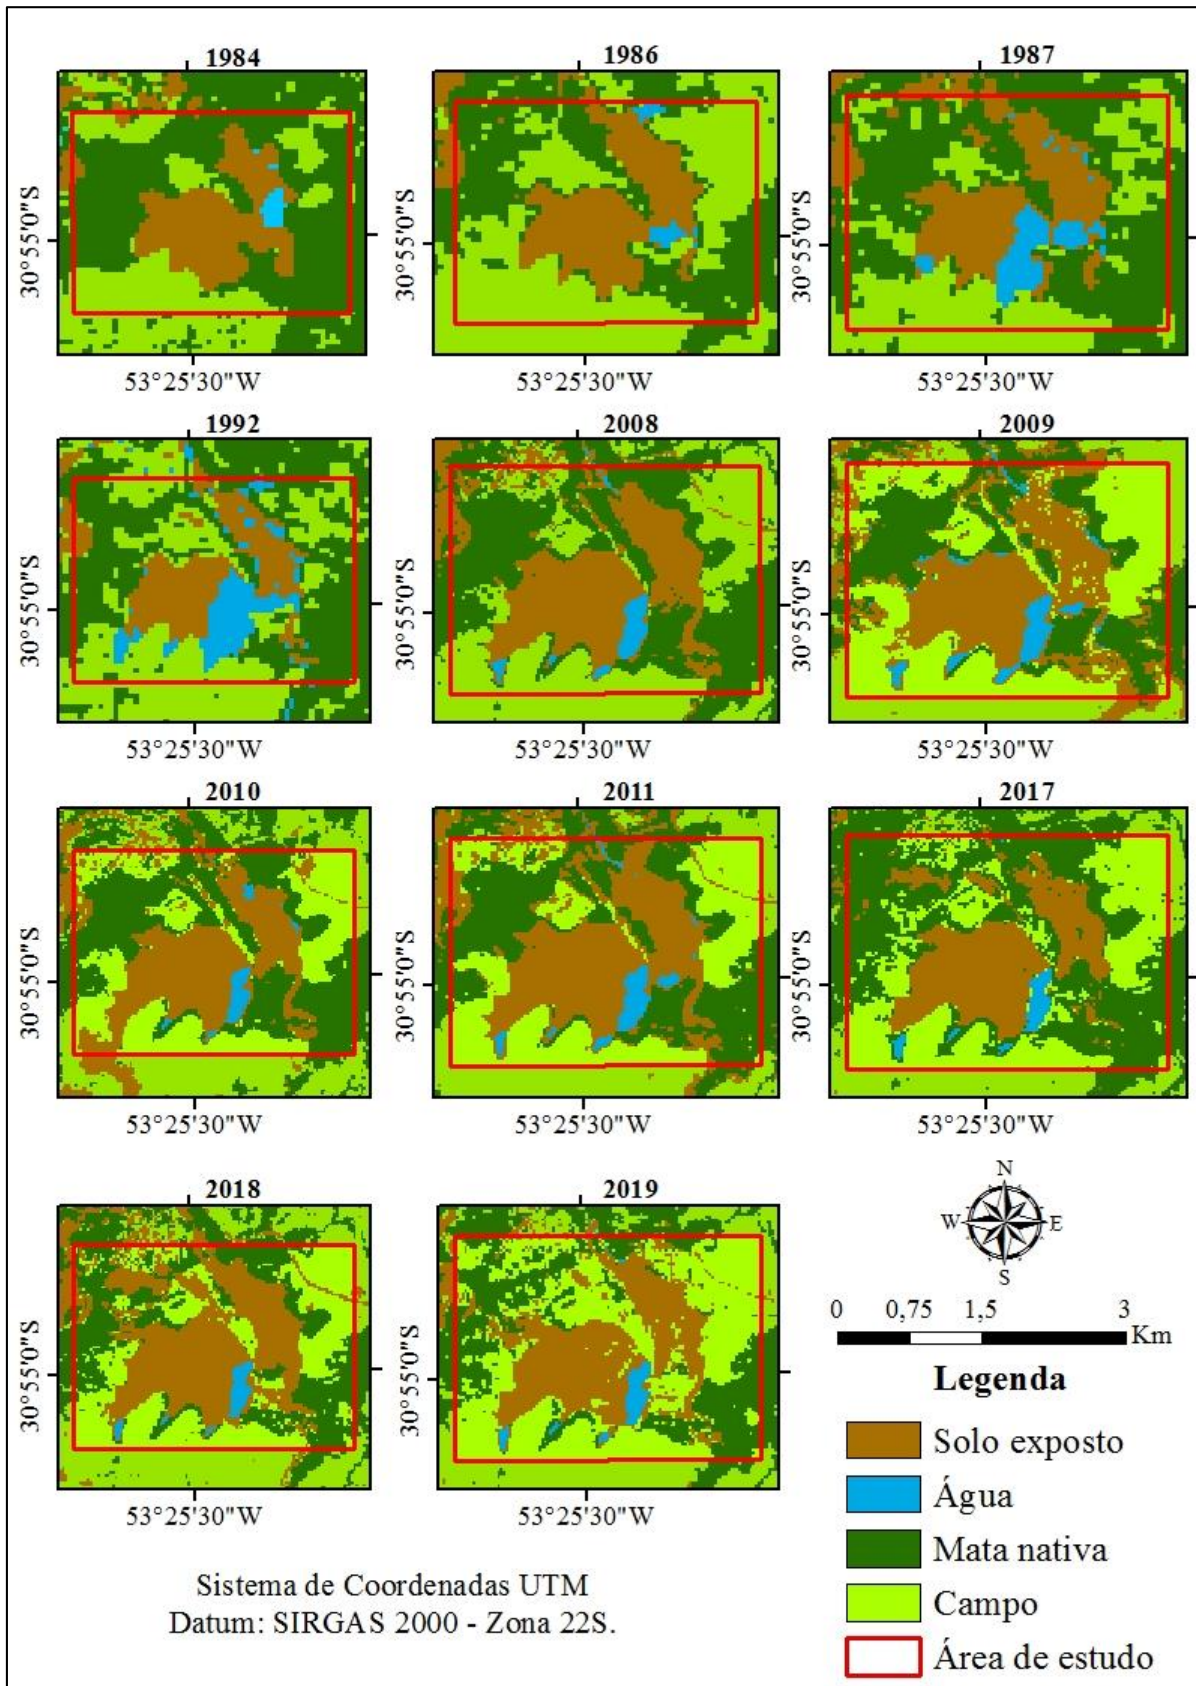 1984
1986
1987
30°55'0"S
30°55'0"S
30°55'0"S
53°25'30"W
53°25'30"W
53°25'30"W
1992
2008
2009
30°55'0"S
30°55'0"S
30°55'0"S
53°25'30"W
53°25'30"W
53°25'30"W
2010
2011
2017
30°55'0"S
30°55'0"S
30°55'0"S
53°25'30"W
53°25'30"W
53°25'30"W
2018
2019
30°55'0"S
30°55'0"S
53°25'30"W
53°25'30"W
N
W
E
S
0 0,75 1,5 3
Km
Legenda
Solo exposto
Água
Mata nativa
Campo
Área de estudo
Sistema de Coordenadas UTM
Datum: SIRGAS 2000 - Zona 22S.